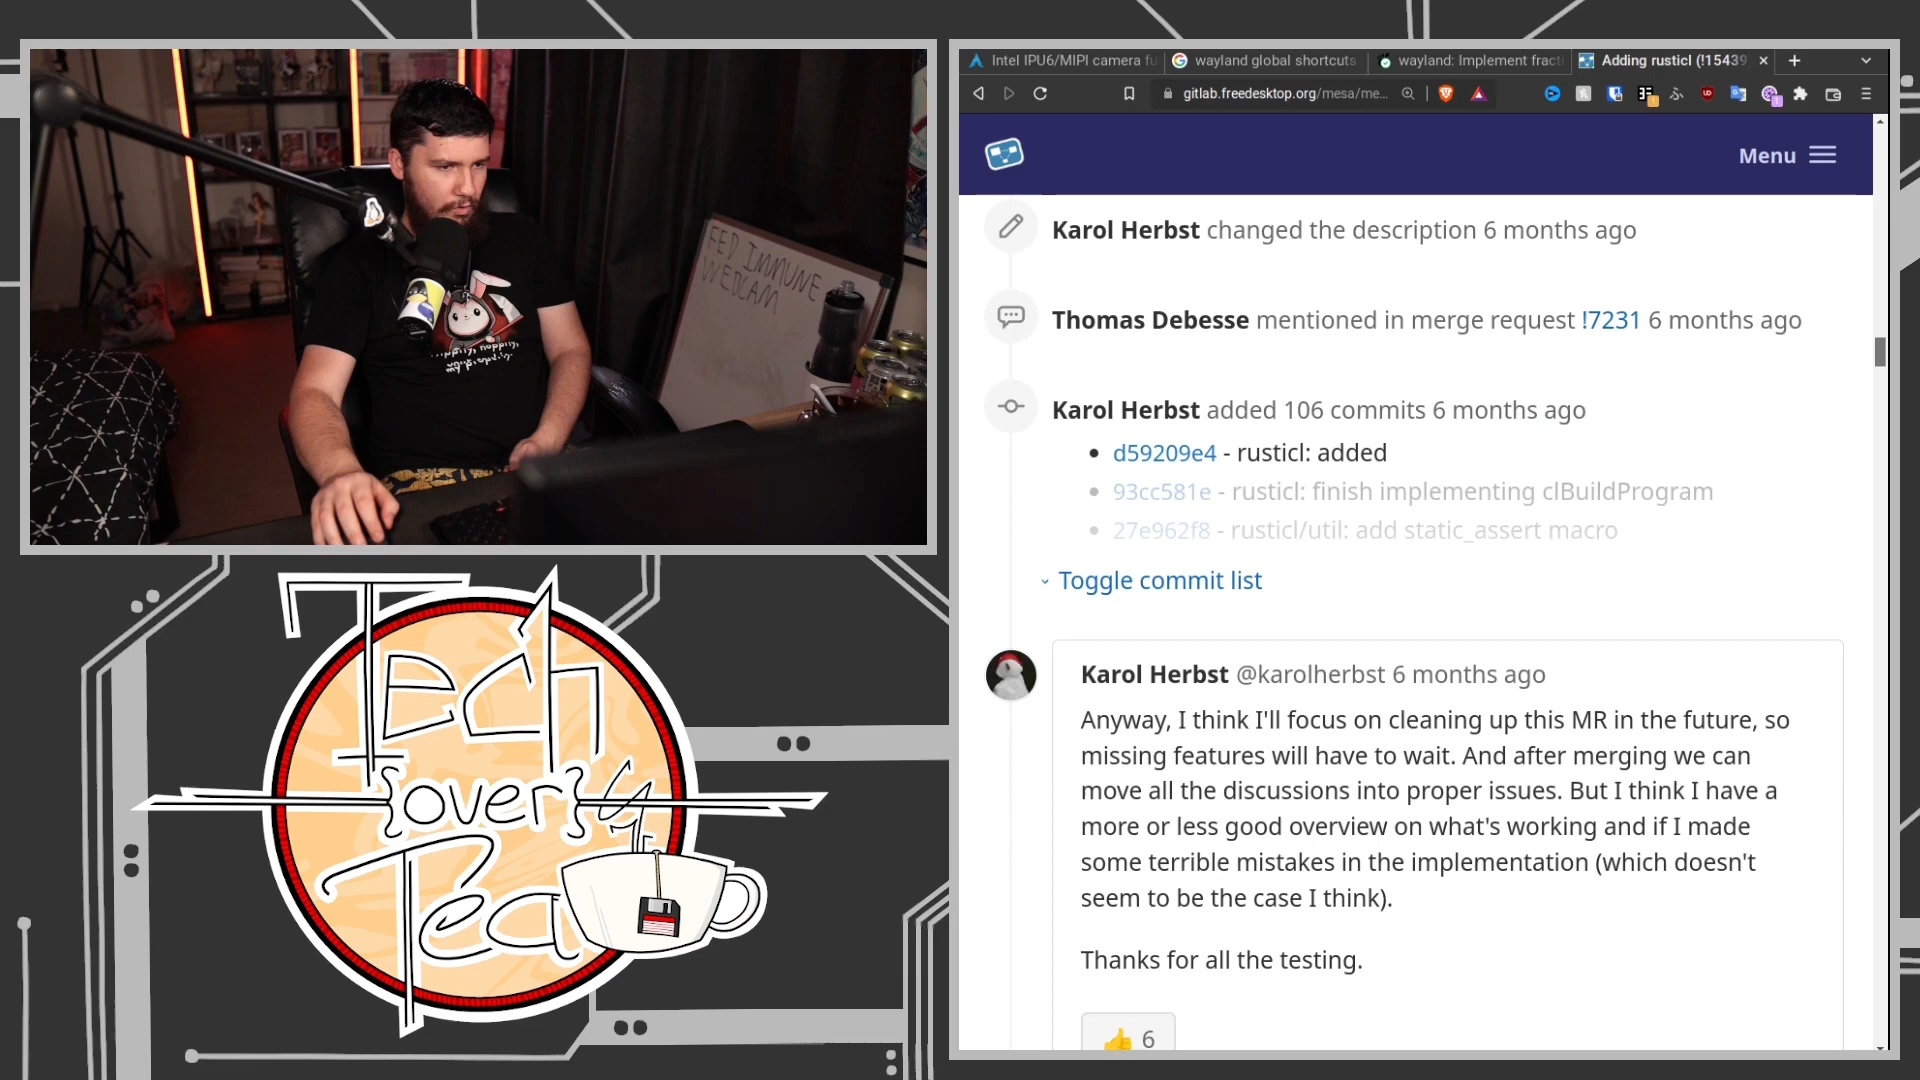 FED IMMUNE
WEBCAM
Tech
{over}
Tea
Intel IPU6/MIPI camera fu
wayland global shortcuts
wayland: Implement fracti
Adding rusticl (!15439
gitlab.freedesktop.org/mesa/me...
Menu
Karol Herbst changed the description 6 months ago
Thomas Debesse mentioned in merge request !7231 6 months ago
Karol Herbst added 106 commits 6 months ago
• d59209e4 - rusticl: added
• 93cc581e - rusticl: finish implementing clBuildProgram
• 27e962f8 - rusticl/util: add static_assert macro
Toggle commit list
Karol Herbst @karolherbst 6 months ago
Anyway, I think I'll focus on cleaning up this MR in the future, so
missing features will have to wait. And after merging we can
move all the discussions into proper issues. But I think I have a
more or less good overview on what's working and if I made
some terrible mistakes in the implementation (which doesn't
seem to be the case I think).
Thanks for all the testing.
👍 6